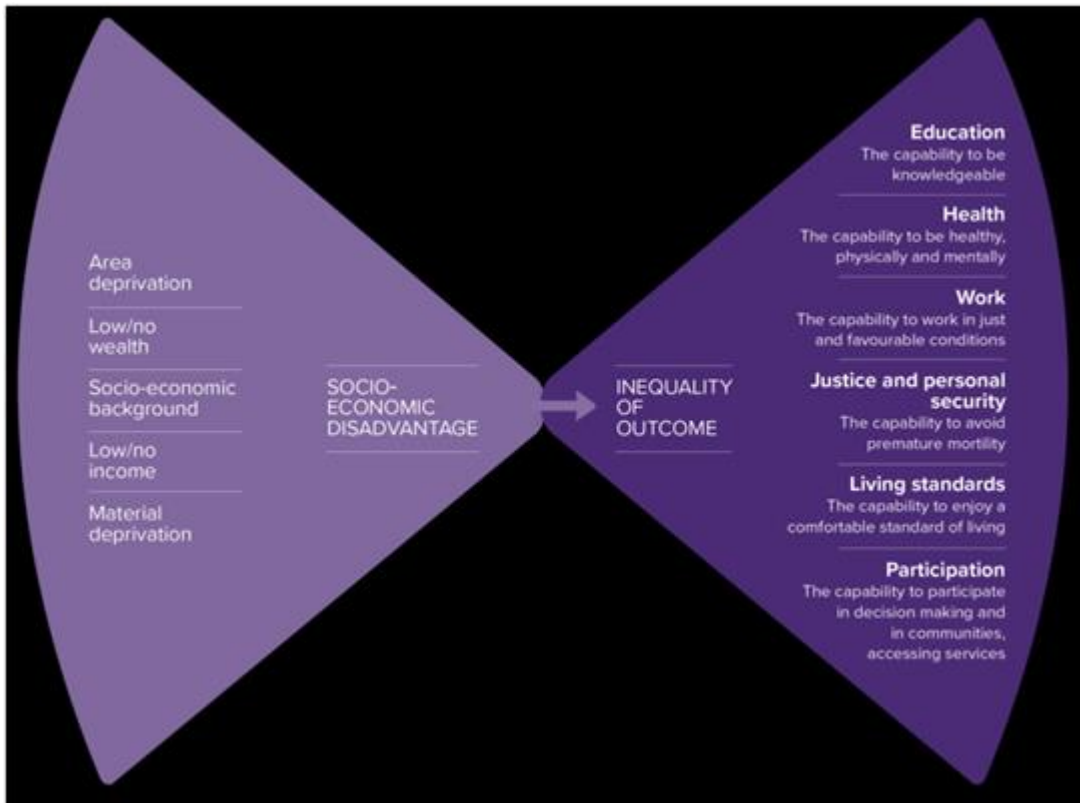 Area
deprivation
Low/no
wealth
Socio-economic
background
Low/no
income
Material
deprivation
SOCIO-
ECONOMIC
DISADVANTAGE
INEQUALITY
OF
OUTCOME
Education
The capability to be
knowledgeable
Health
The capability to be healthy,
physically and mentally
Work
The capability to work in just
and favourable conditions
Justice and personal
security
The capability to avoid
premature mortility
Living standards
The capability to enjoy a
comfortable standard of living
Participation
The capability to participate
in decision making and
in communities,
accessing services